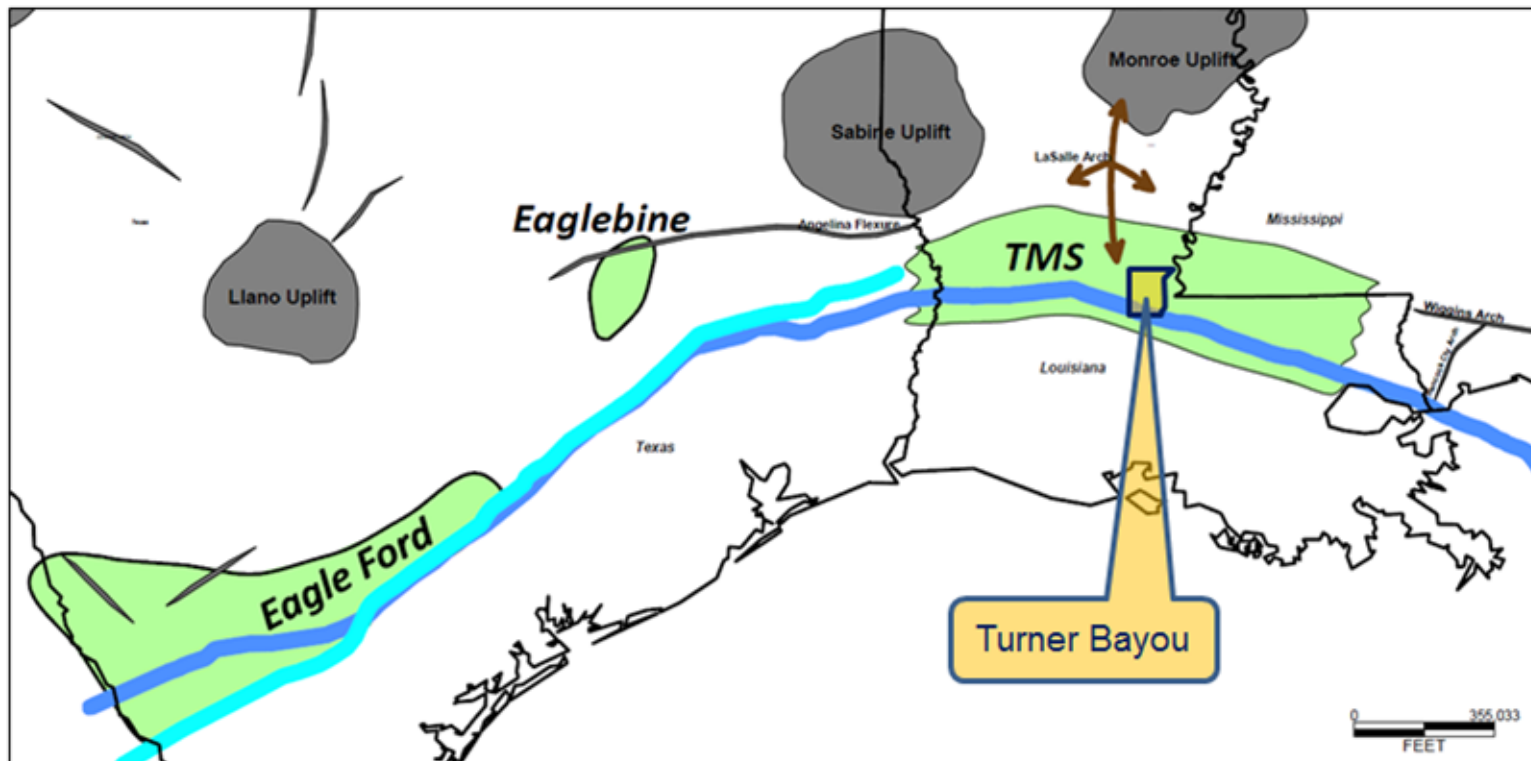 Monroe Uplift
Sabine Uplift
LaSalle Arch
Texas
Eaglebine
Angelina Flexure
Mississippi
TMS
Llano Uplift
Wiggins Arch
Louisiana
Texas
Eagle Ford
Turner Bayou
0 355,033
FEET